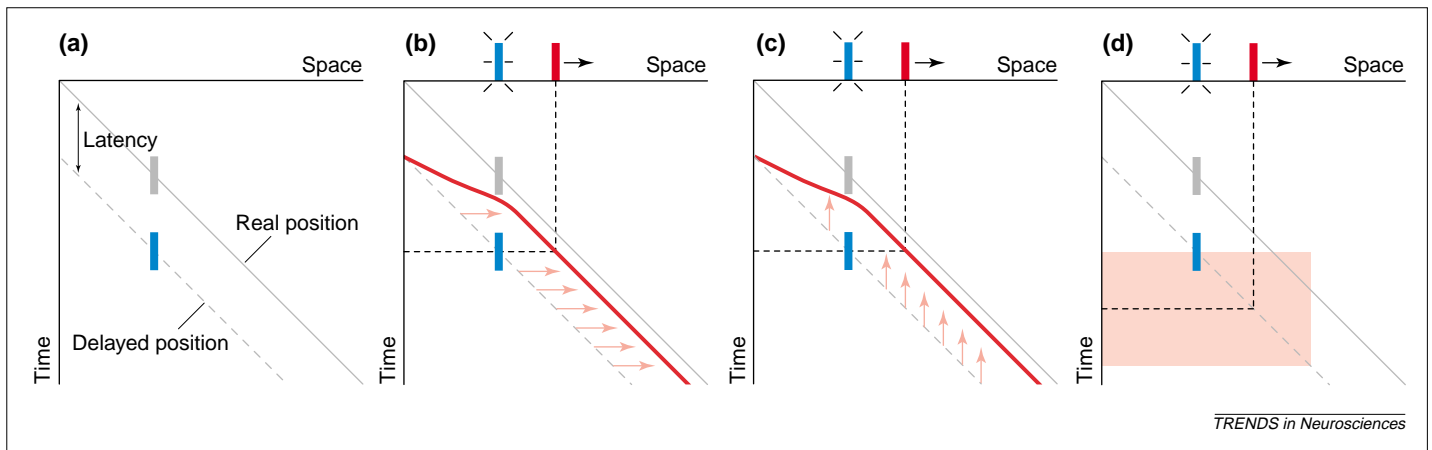 (a)
Space
Latency
Real position
Delayed position
Time
(b)
Space
Time
(c)
Space
Time
(d)
Space
Time
TRENDS in Neurosciences